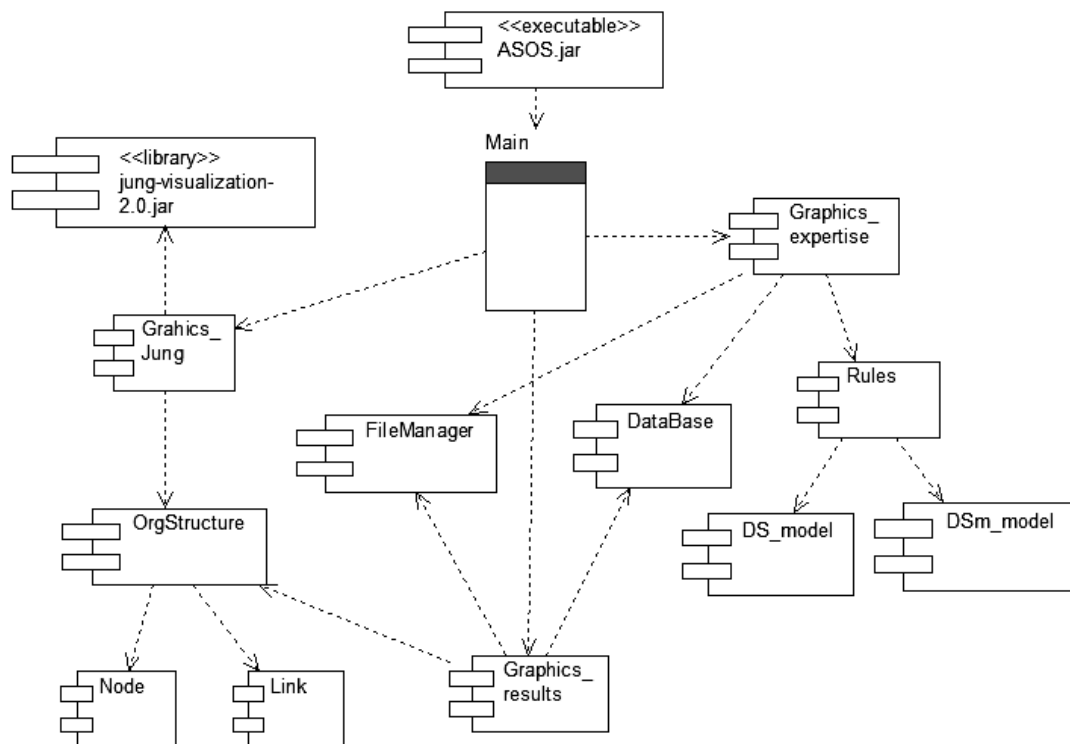 <<executable>>
ASOS.jar
Main
<<library>>
jung-visualization-
2.0.jar
Graphics_
expertise
Grahics_
Jung
Rules
FileManager
DataBase
OrgStructure
DS_model
DSm_model
Node
Link
Graphics_
results